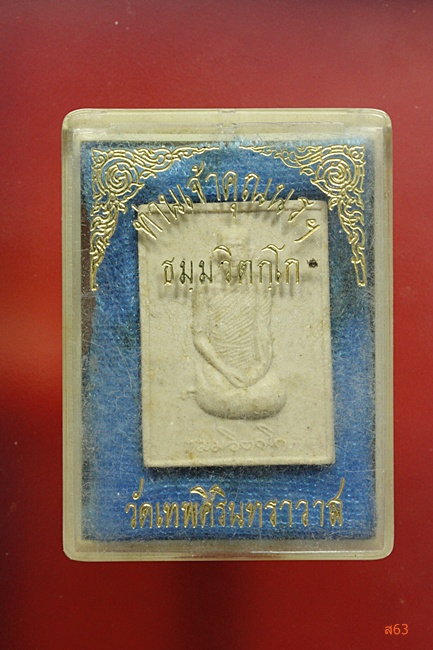 ท่านเจ้าคุณนรฯ
ธมฺมวิตกฺโก
วัดเทพศิรินทราวาส
ส63